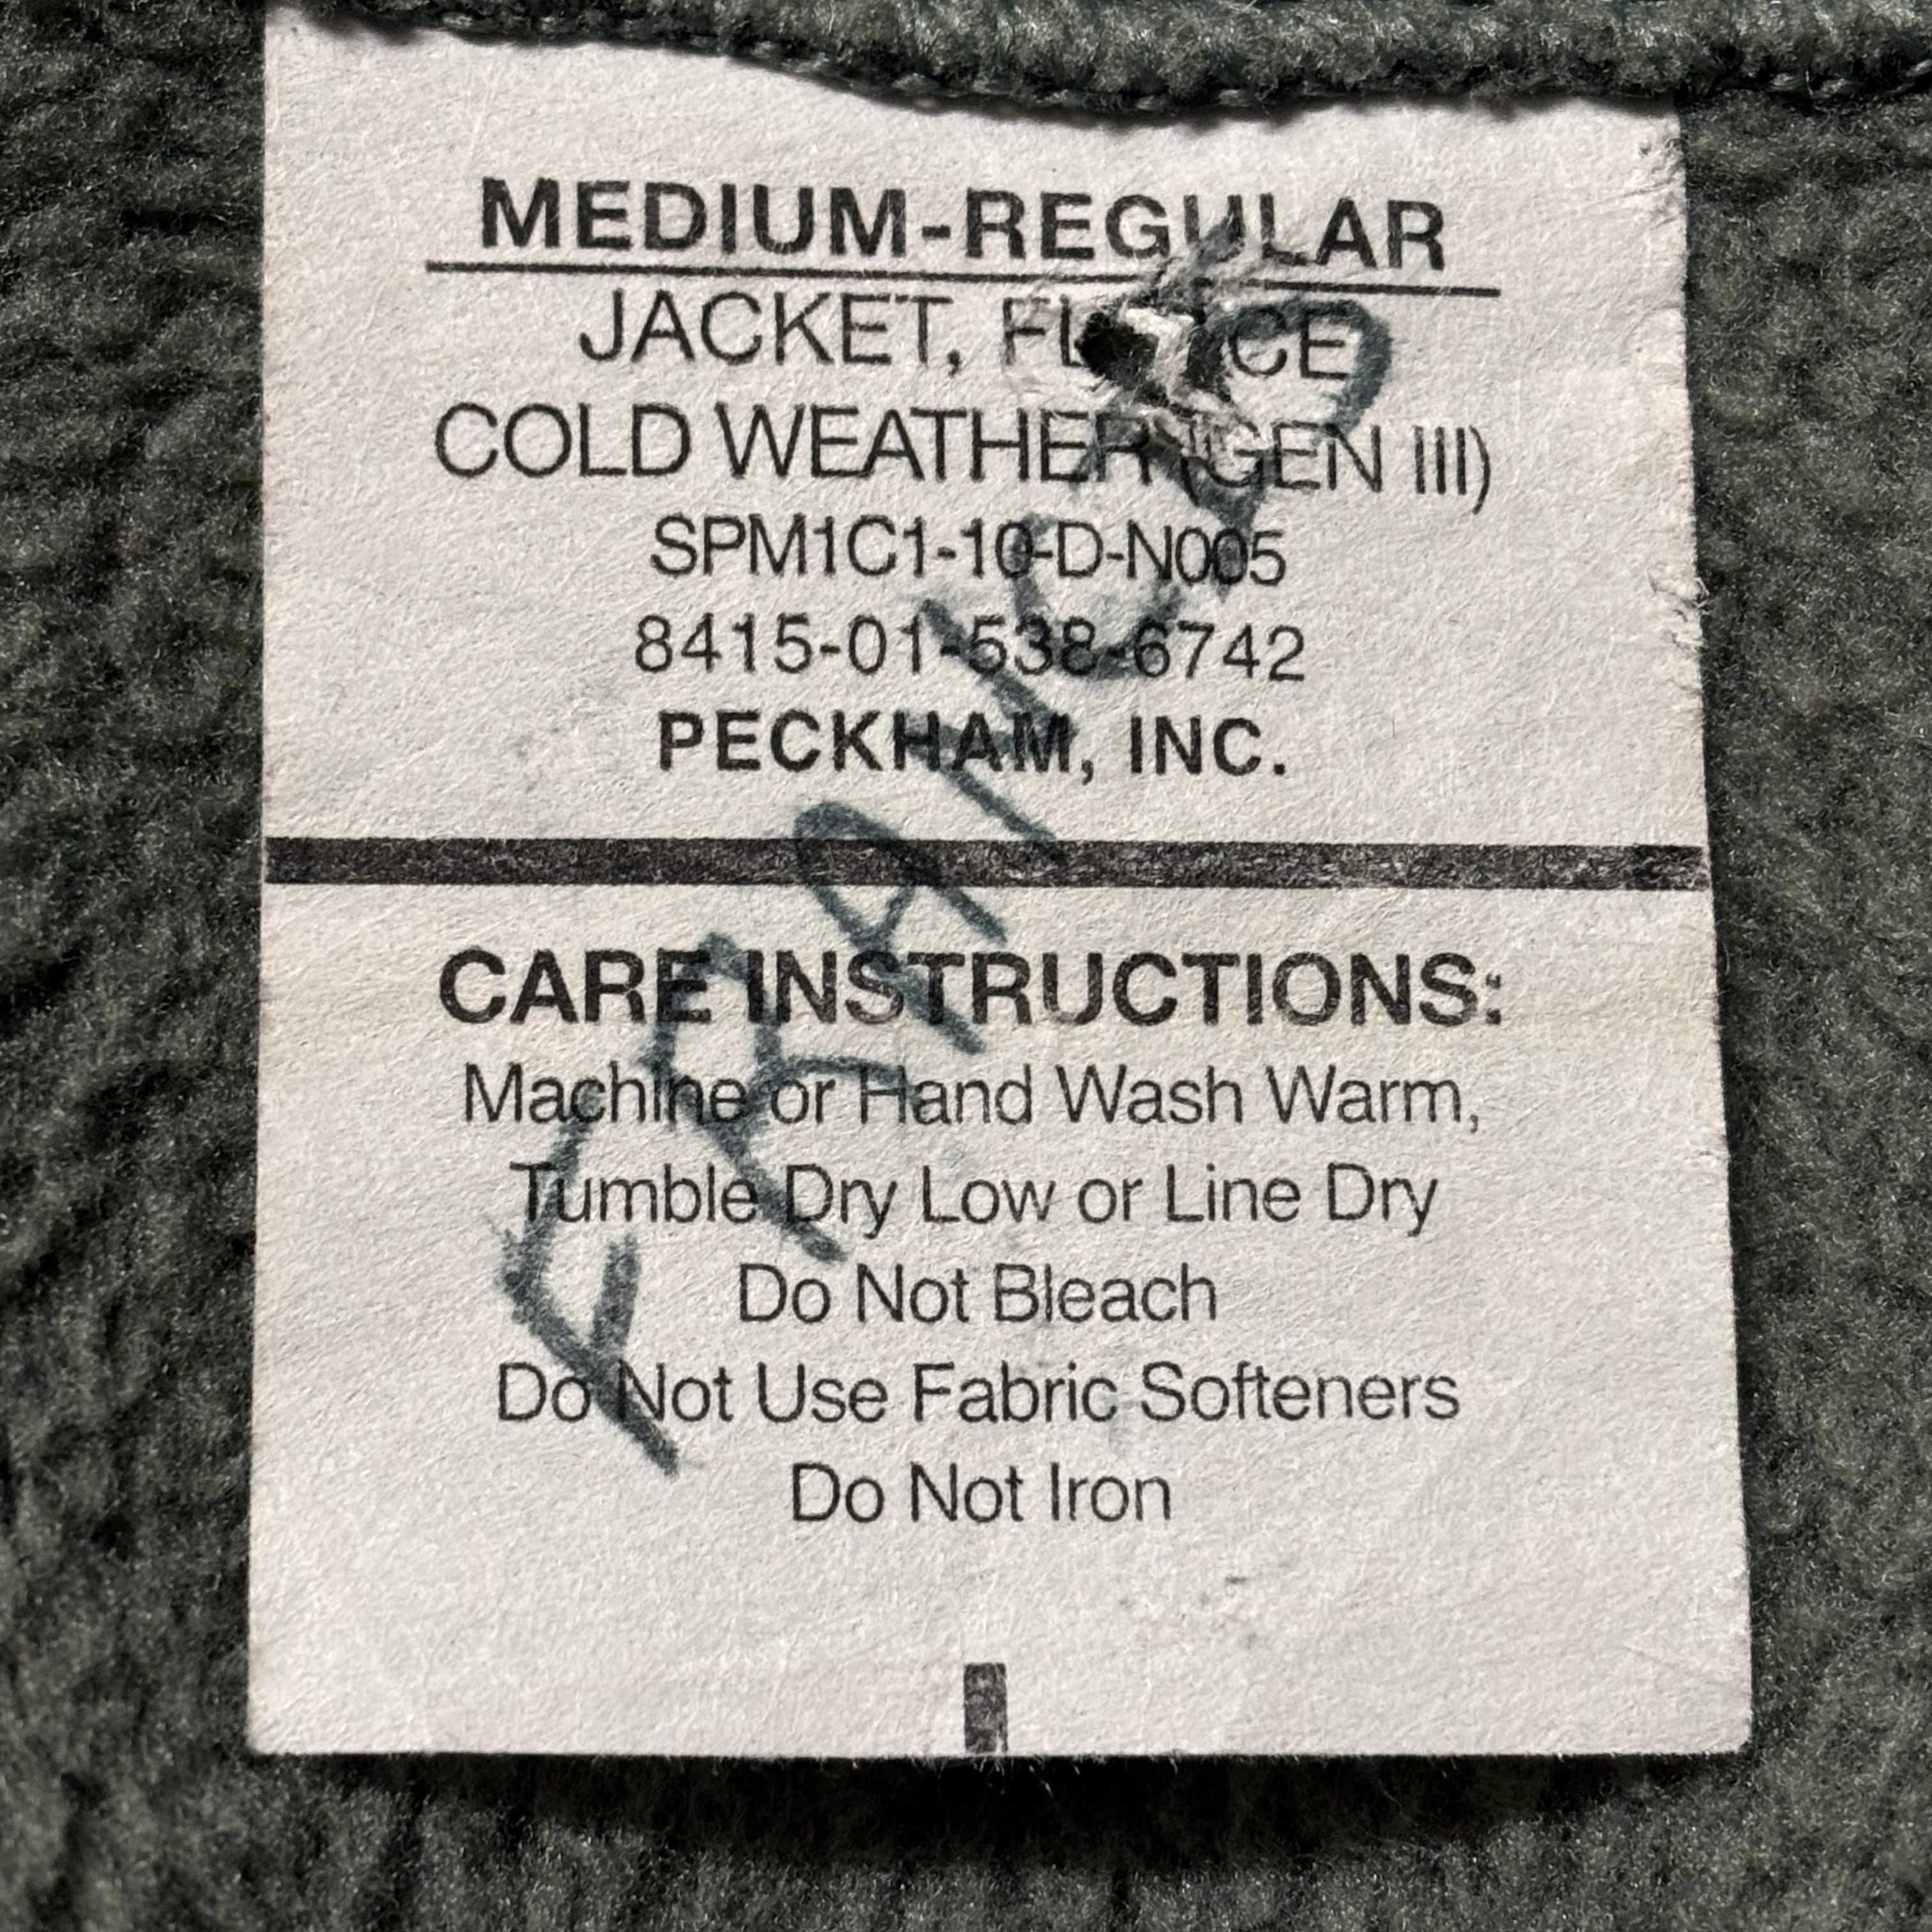 MEDIUM-REGULAR
JACKET, FLEECE
COLD WEATHER (GEN III)
SPM1C1-10-D-N005
8415-01-538-6742
PECKHAM, INC.
CARE INSTRUCTIONS:
Machine or Hand Wash Warm,
Tumble Dry Low or Line Dry
Do Not Bleach
Do Not Use Fabric Softeners
Do Not Iron